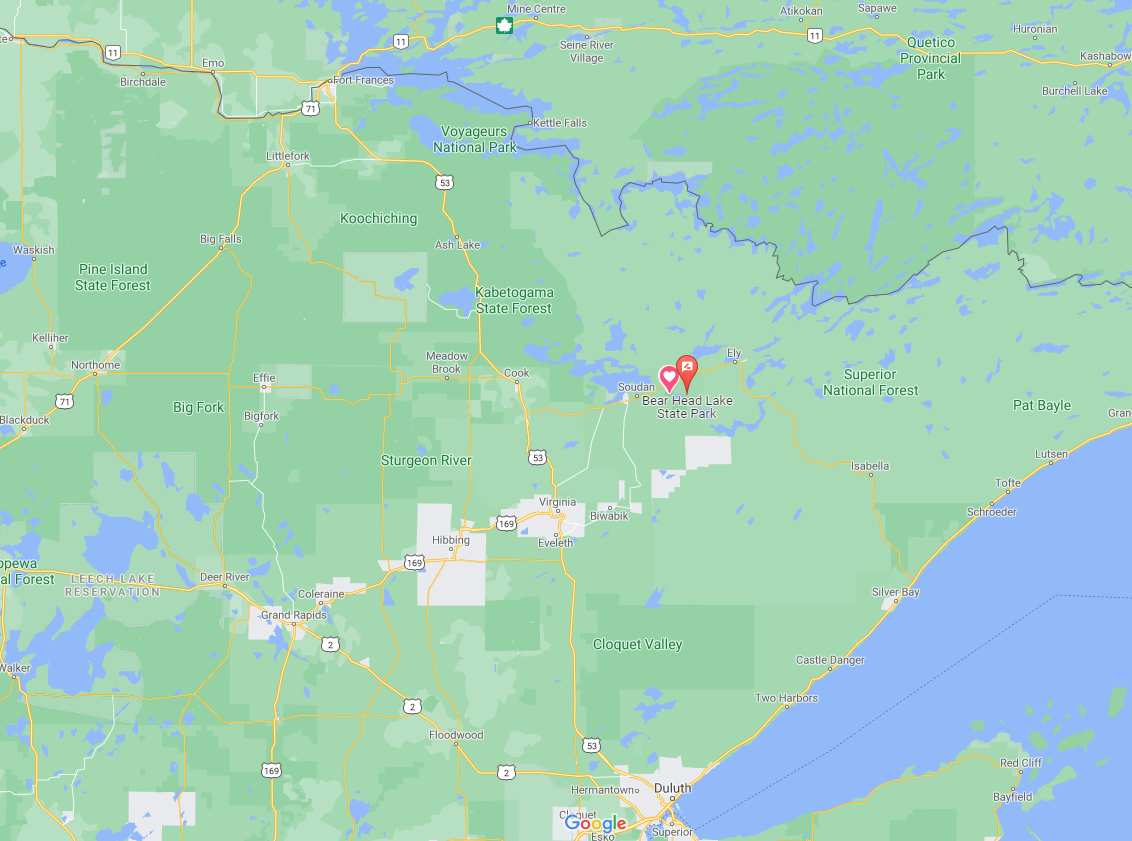 Mine Centre
Atikokan
Sapawe
11
11
11
Huronian
Seine River
Village
Quetico
Provincial
Park
Kashabow
Emo
Birchdale
Fort Frances
71
Burchell Lake
Kettle Falls
Voyageurs
National Park
Littlefork
53
Koochiching
Big Falls
Ash Lake
Waskish
Pine Island
State Forest
Kabetogama
State Forest
Kelliher
Northome
Meadow
Brook
Cook
Ely
Effie
Soudan
Bear Head Lake
State Park
Superior
National Forest
71
Big Fork
Bigfork
Pat Bayle
Blackduck
Gran
Sturgeon River
53
Lutsen
Isabella
Tofte
Schroeder
Virginia
Biwabik
169
Hibbing
Eveleth
169
opewa
al Forest
LEECH LAKE
RESERVATION
Deer River
Coleraine
Silver Bay
Grand Rapids
2
Cloquet Valley
Castle Danger
Walker
Two Harbors
2
Floodwood
53
2
169
Red Cliff
Hermantown
Duluth
Bayfield
Cloquet
Google
Superior
Esko